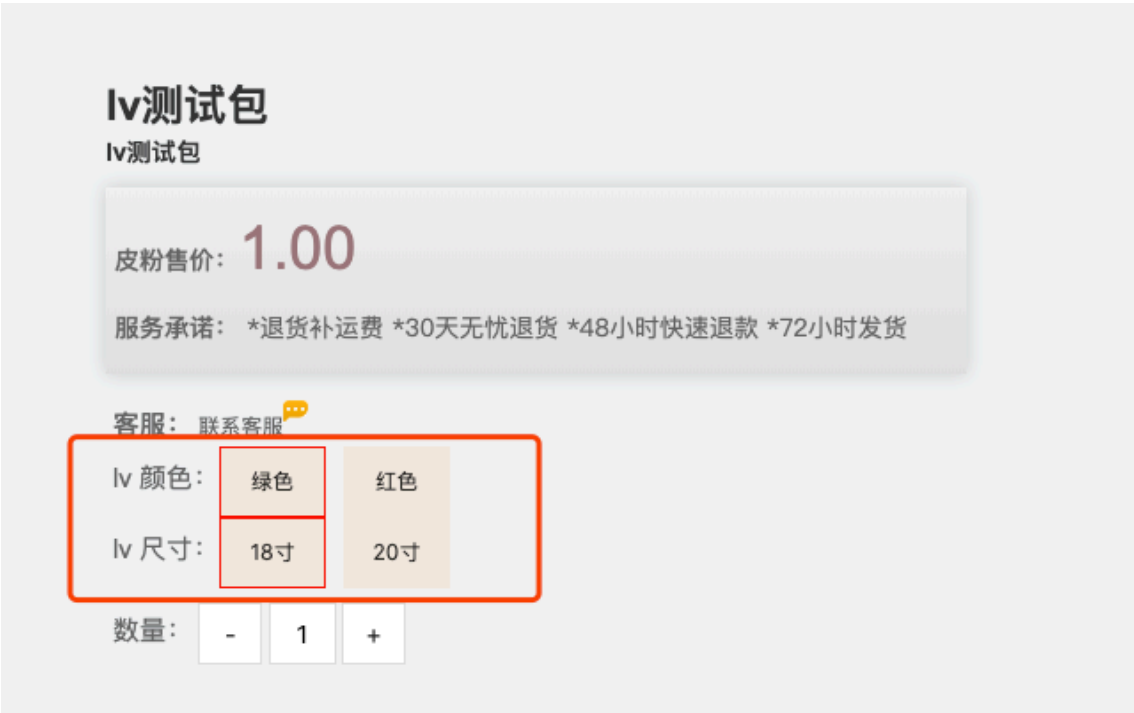 lv测试包
lv测试包
皮粉售价： 1.00
服务承诺： *退货补运费 *30天无忧退货 *48小时快速退款 *72小时发货
客服： 联系客服
lv 颜色： 绿色 红色
lv 尺寸： 18寸 20寸
数量： - 1 +